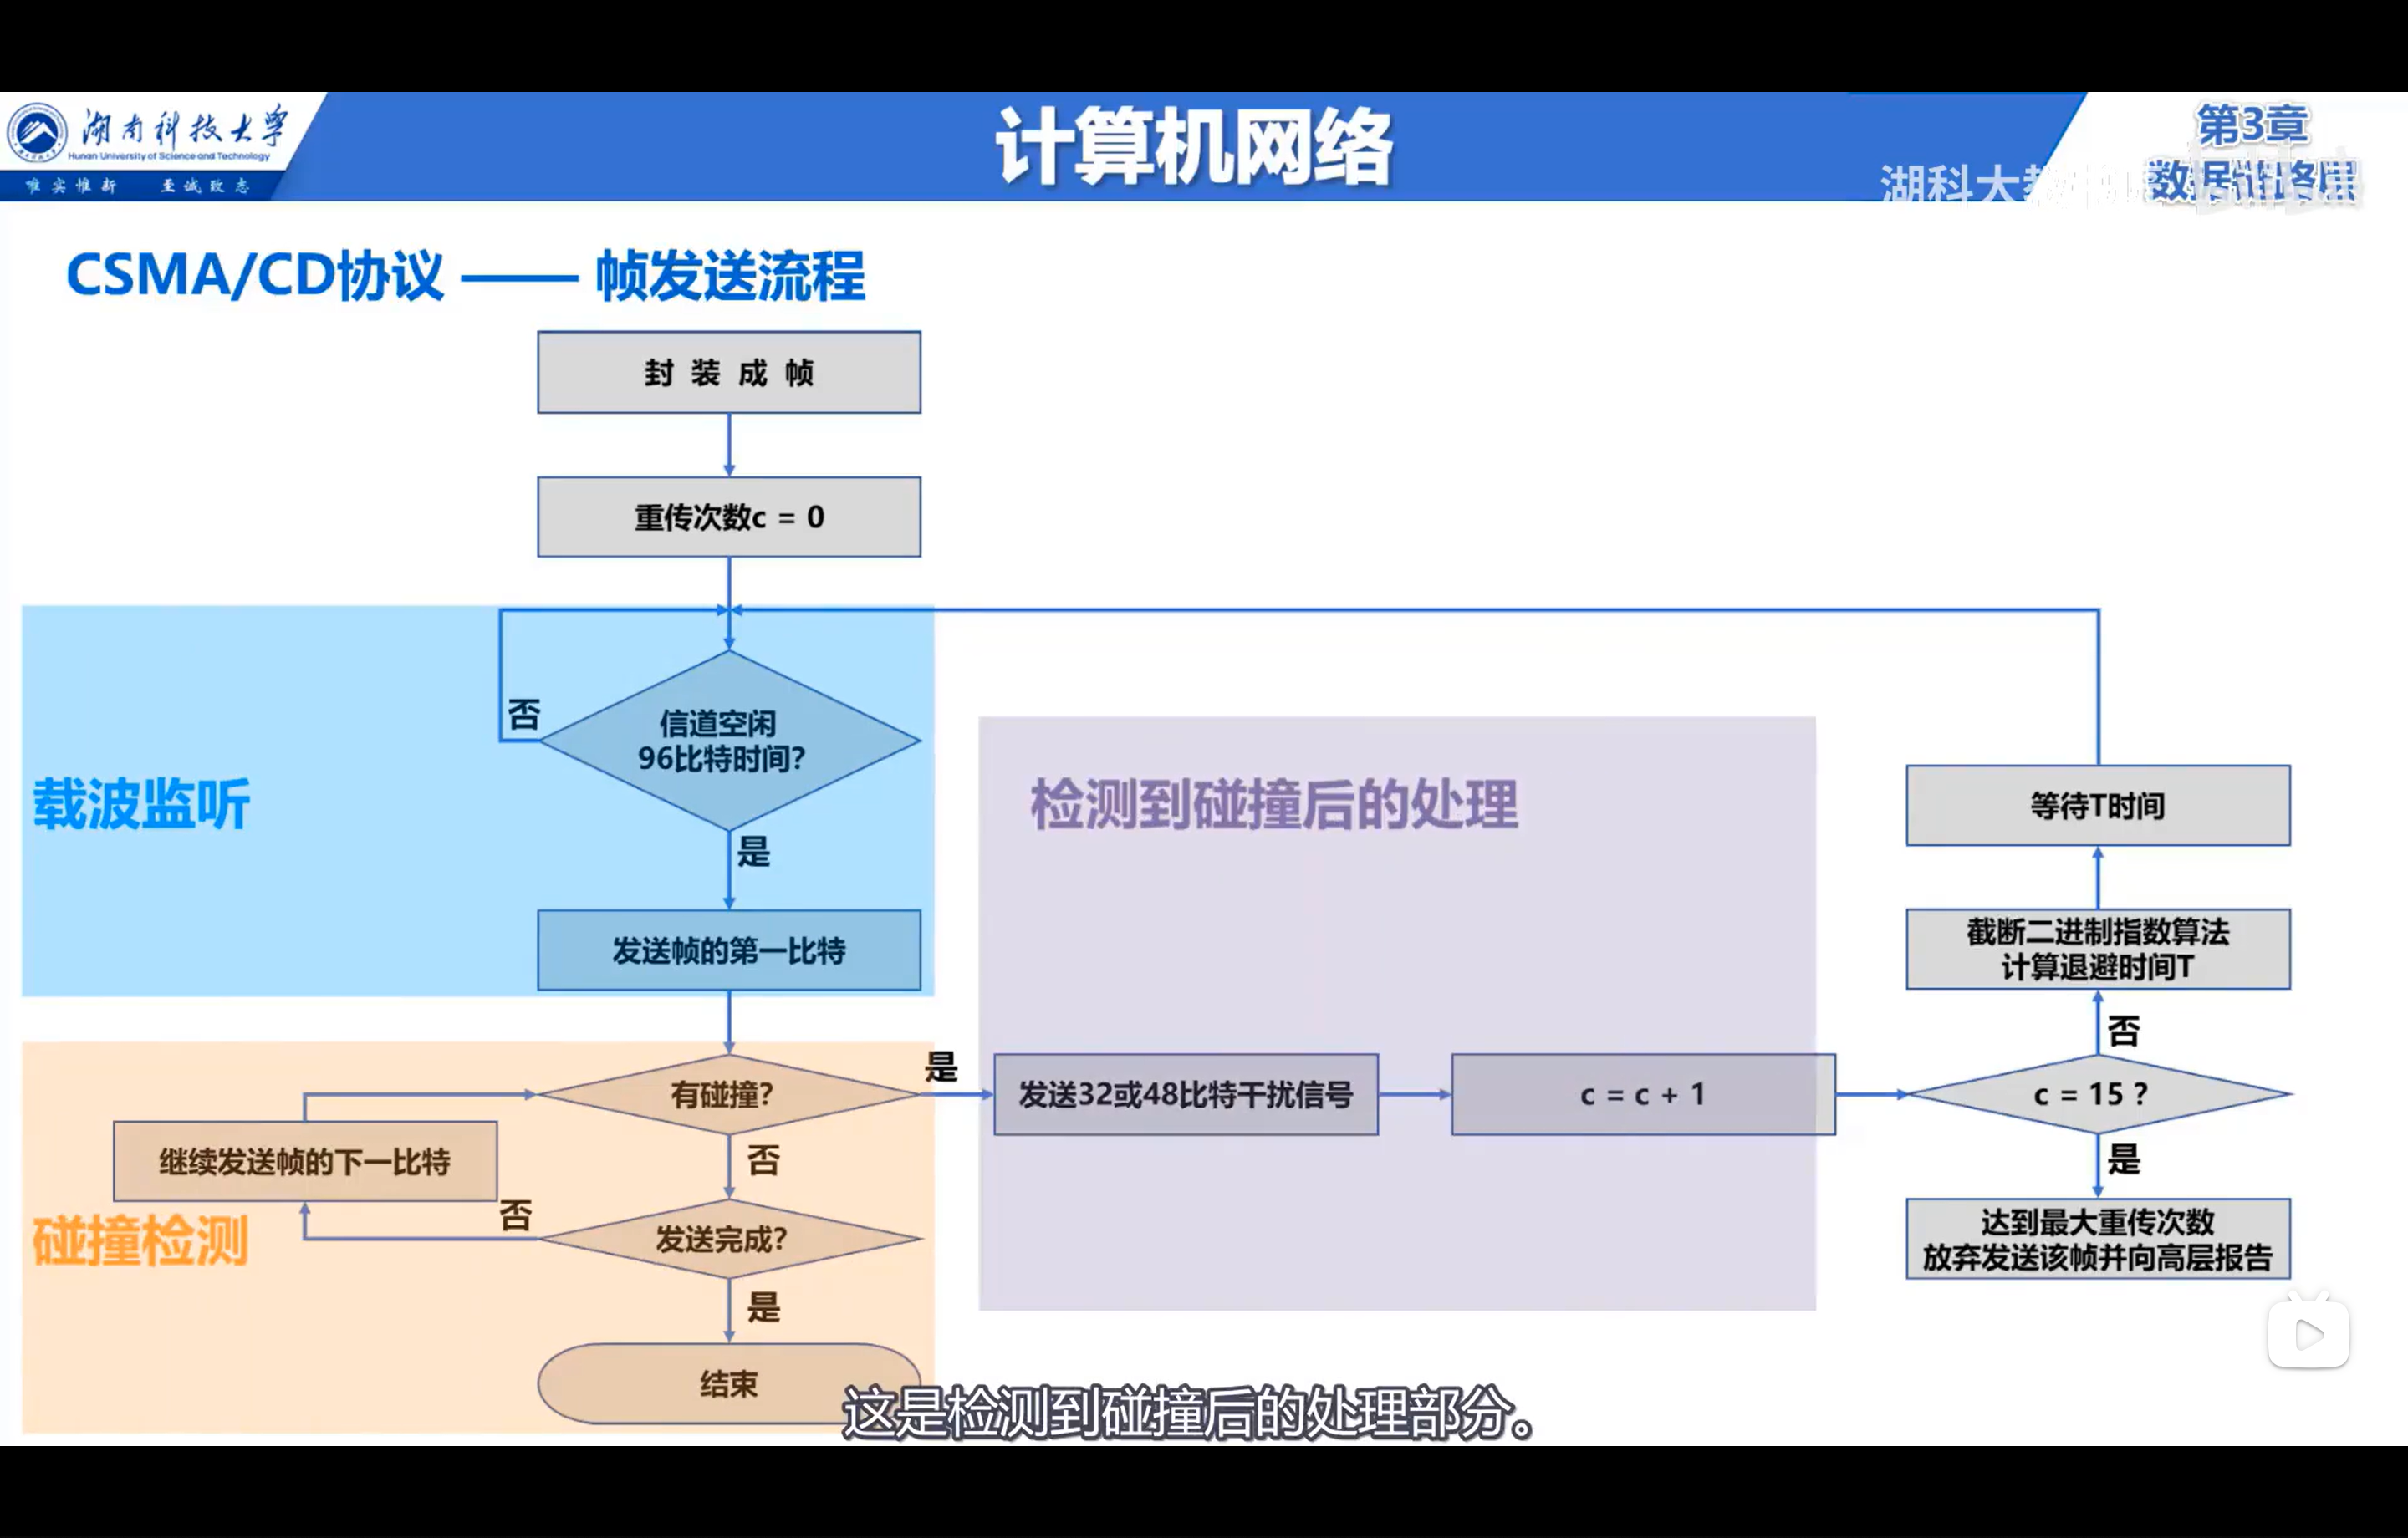 湖南科技大学
Hunan University of Science and Technology
唯实惟新 至诚致志
计算机网络
第3章
数据链路层
湖科大教书匠
CSMA/CD协议 —— 帧发送流程
封 装 成 帧
重传次数c = 0
否
信道空闲
96比特时间?
载波监听
是
发送帧的第一比特
检测到碰撞后的处理
等待T时间
截断二进制指数算法
计算退避时间T
否
有碰撞?
是
发送32或48比特干扰信号
c = c + 1
c = 15 ?
继续发送帧的下一比特
否
是
碰撞检测
否
发送完成?
达到最大重传次数
放弃发送该帧并向高层报告
是
结束
这是检测到碰撞后的处理部分。